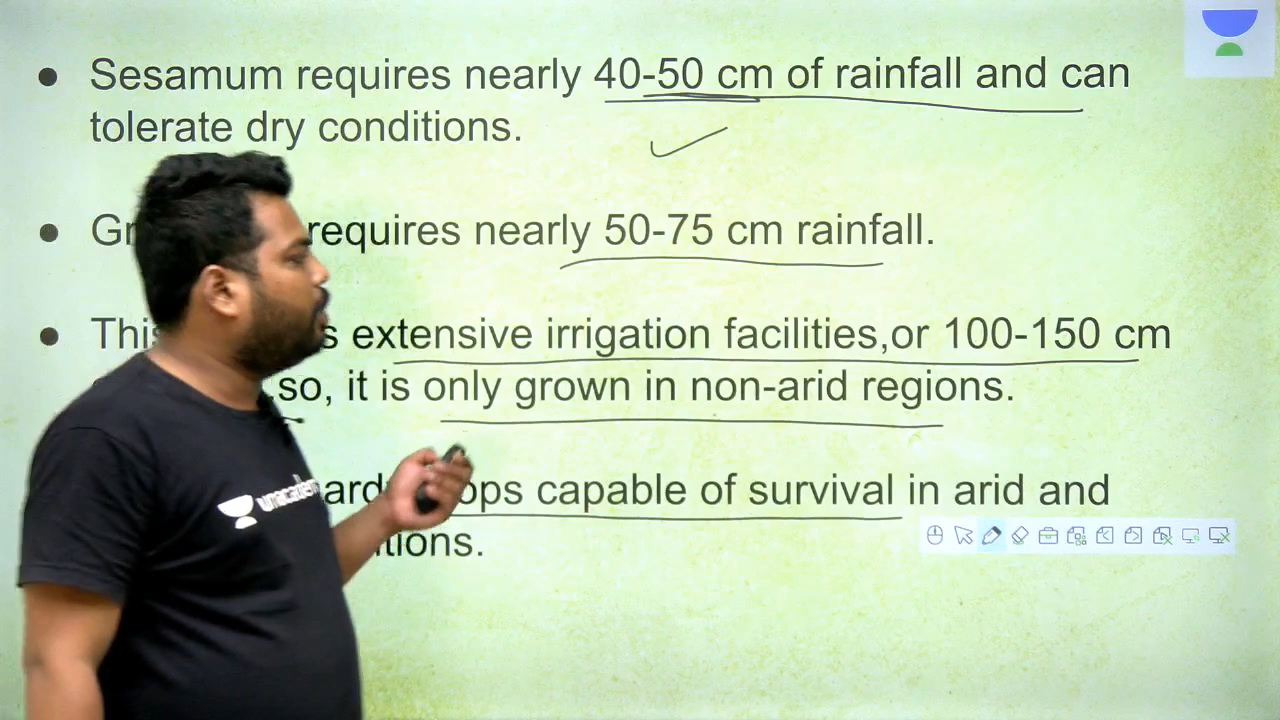 Sesamum requires nearly 40-50 cm of rainfall and can
tolerate dry conditions.
requires nearly 50-75 cm rainfall.
extensive irrigation facilities,or 100-150 cm
so, it is only grown in non-arid regions.
capable of survival in arid and
unacademy